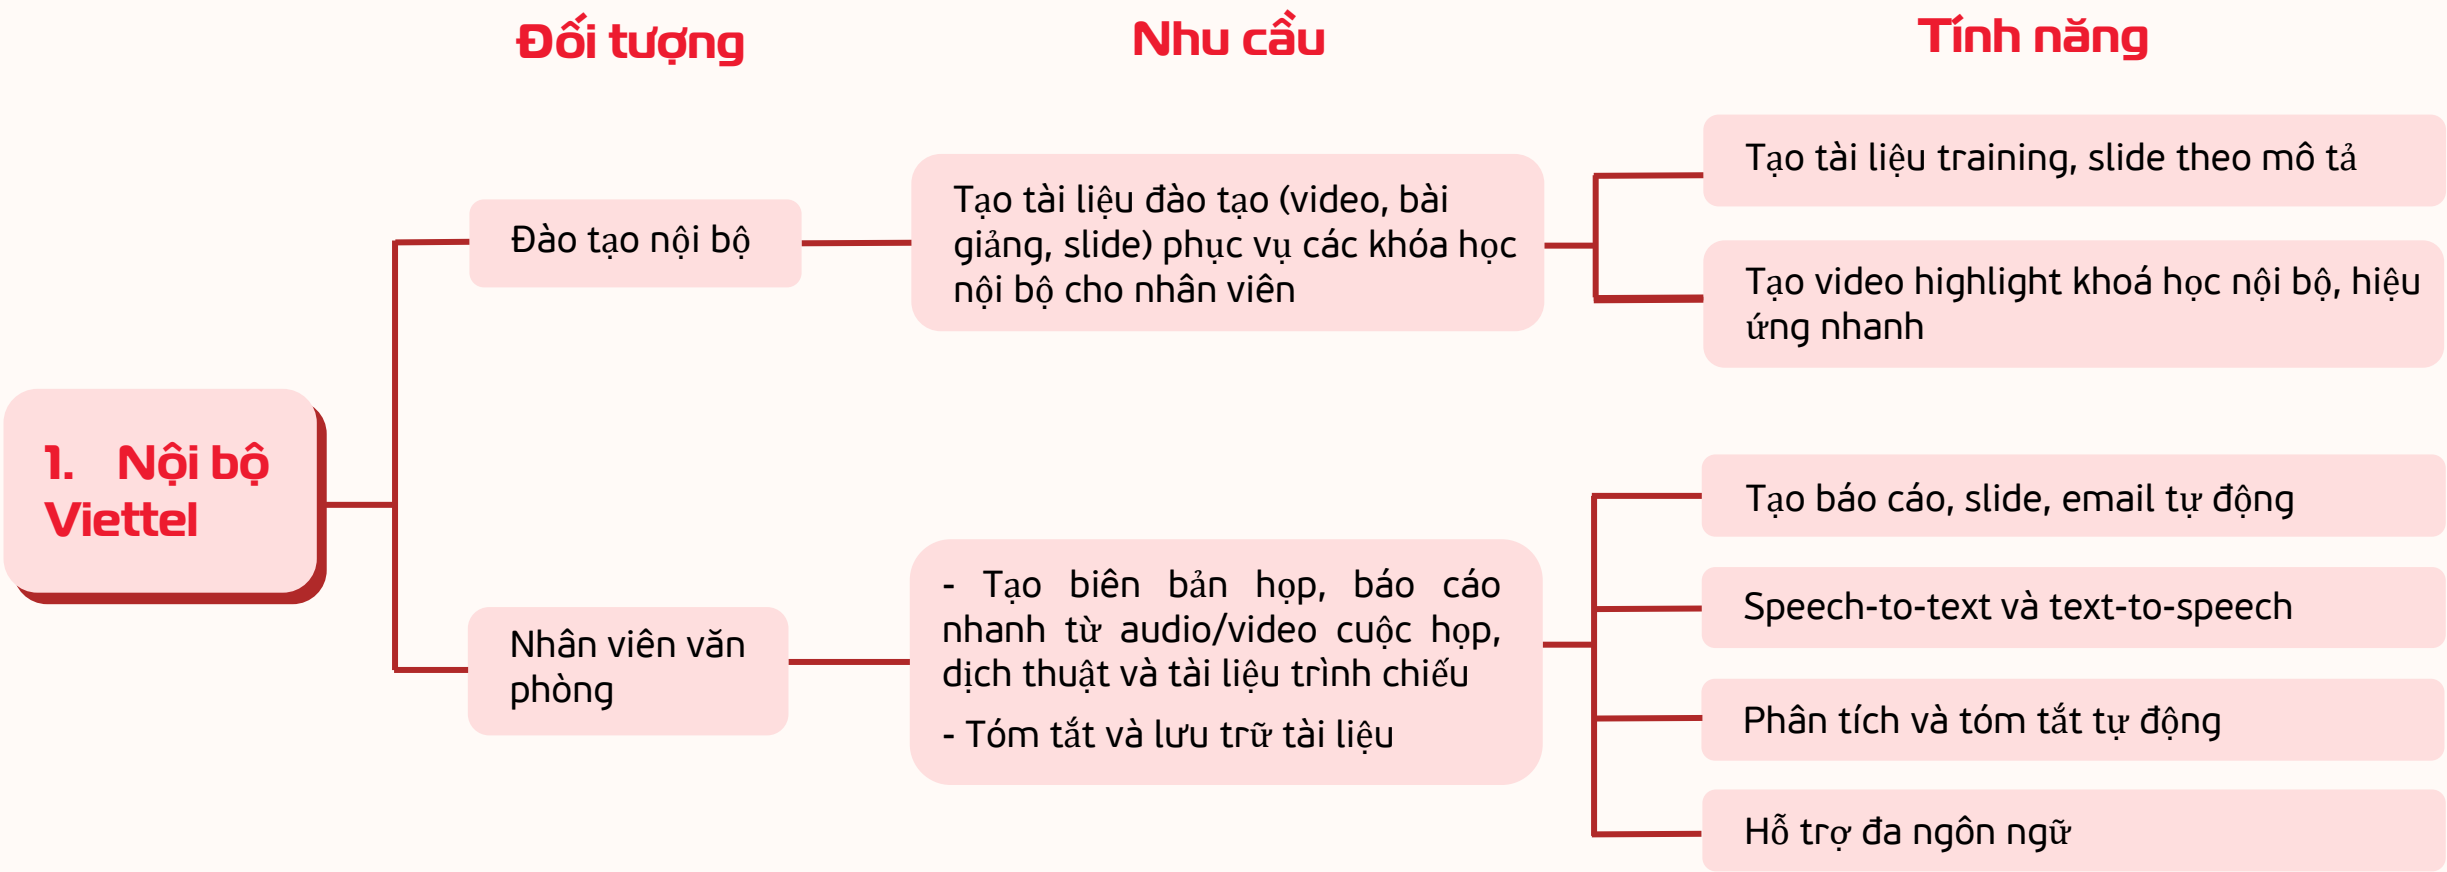 Đối tượng
Nhu cầu
Tính năng
1. Nội bộ
Viettel
Đào tạo nội bộ
Tạo tài liệu đào tạo (video, bài
giảng, slide) phục vụ các khóa học
nội bộ cho nhân viên
Tạo tài liệu training, slide theo mô tả
Tạo video highlight khoá học nội bộ, hiệu
ứng nhanh
Nhân viên văn
phòng
- Tạo biên bản họp, báo cáo
nhanh từ audio/video cuộc họp,
dịch thuật và tài liệu trình chiếu
- Tóm tắt và lưu trữ tài liệu
Tạo báo cáo, slide, email tự động
Speech-to-text và text-to-speech
Phân tích và tóm tắt tự động
Hỗ trợ đa ngôn ngữ